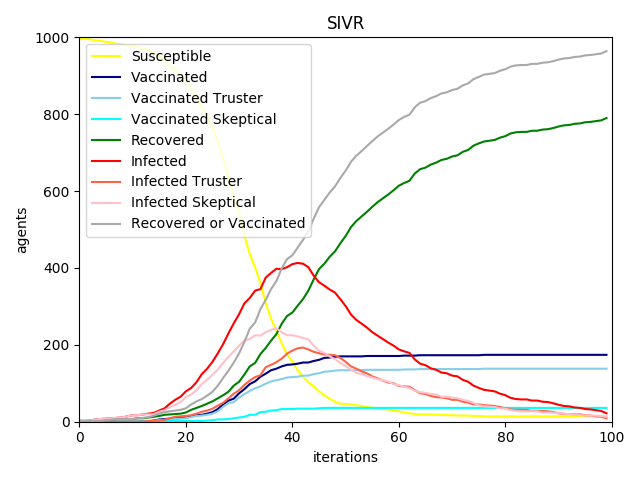 SIVR
1000
800
600
400
200
0
agents
Susceptible
Vaccinated
Vaccinated Truster
Vaccinated Skeptical
Recovered
Infected
Infected Truster
Infected Skeptical
Recovered or Vaccinated
0 20 40 60 80 100
iterations